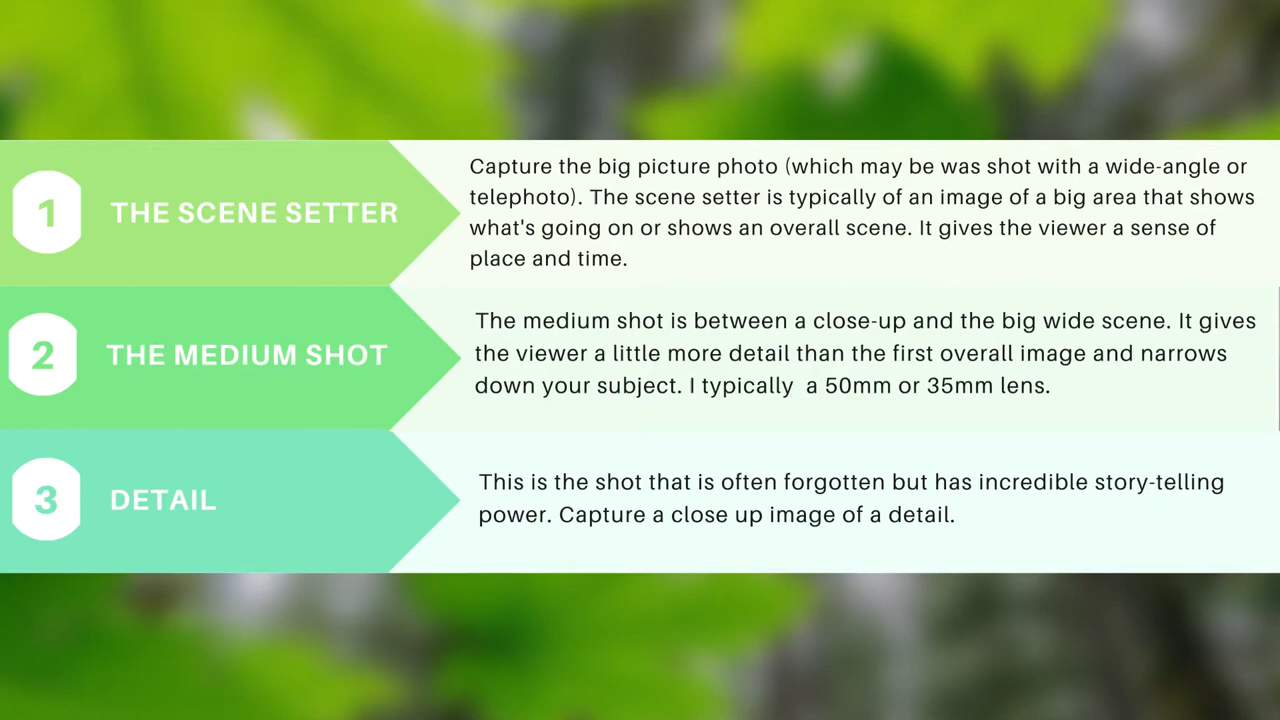 1
THE SCENE SETTER
Capture the big picture photo (which may be was shot with a wide-angle or
telephoto). The scene setter is typically of an image of a big area that shows
what's going on or shows an overall scene. It gives the viewer a sense of
place and time.
2
THE MEDIUM SHOT
The medium shot is between a close-up and the big wide scene. It gives
the viewer a little more detail than the first overall image and narrows
down your subject. I typically  a 50mm or 35mm lens.
3
DETAIL
This is the shot that is often forgotten but has incredible story-telling
power. Capture a close up image of a detail.